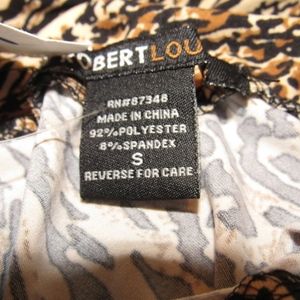 OBERTLOU
RN#87348
MADE IN CHINA
92%POLYESTER
8%SPANDEX
S
REVERSE FOR CARE